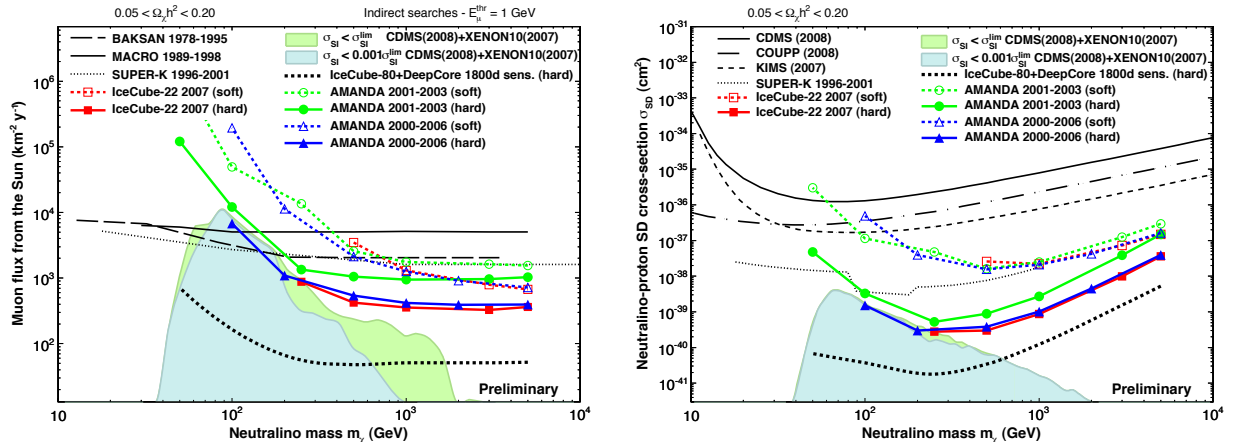 0.05 < Ω_χh² < 0.20
Indirect searches - E_μ^thr = 1 GeV
BAKSAN 1978-1995
MACRO 1989-1998
SUPER-K 1996-2001
IceCube-22 2007 (soft)
IceCube-22 2007 (hard)
σ_SI < σ_SI^lim CDMS(2008)+XENON10(2007)
σ_SI < 0.001σ_SI^lim CDMS(2008)+XENON10(2007)
IceCube-80+DeepCore 1800d sens. (hard)
AMANDA 2001-2003 (soft)
AMANDA 2001-2003 (hard)
AMANDA 2000-2006 (soft)
AMANDA 2000-2006 (hard)
Muon flux from the Sun (km⁻² y⁻¹)
10⁶
10⁵
10⁴
10³
10²
Preliminary
10
10²
10³
10⁴
Neutralino mass m_χ (GeV)
0.05 < Ω_χh² < 0.20
CDMS (2008)
COUPP (2008)
KIMS (2007)
SUPER-K 1996-2001
IceCube-22 2007 (soft)
IceCube-22 2007 (hard)
σ_SI < σ_SI^lim CDMS(2008)+XENON10(2007)
σ_SI < 0.001σ_SI^lim CDMS(2008)+XENON10(2007)
IceCube-80+DeepCore 1800d sens. (hard)
AMANDA 2001-2003 (soft)
AMANDA 2001-2003 (hard)
AMANDA 2000-2006 (soft)
AMANDA 2000-2006 (hard)
Neutralino-proton SD cross-section σ_SD (cm²)
10⁻³¹
10⁻³²
10⁻³³
10⁻³⁴
10⁻³⁵
10⁻³⁶
10⁻³⁷
10⁻³⁸
10⁻³⁹
10⁻⁴⁰
10⁻⁴¹
Preliminary
10
10²
10³
10⁴
Neutralino mass m_χ (GeV)